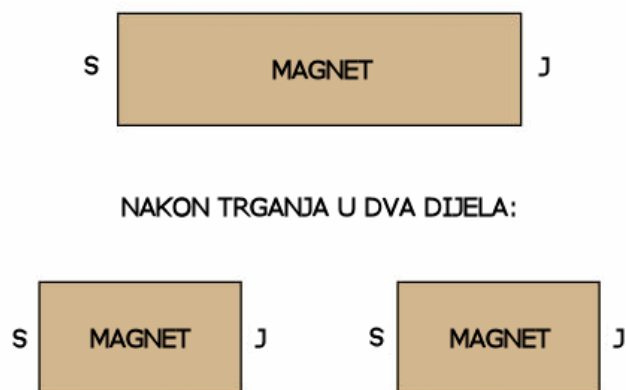 S MAGNET J
NAKON TRGANJA U DVA DIJELA:
S MAGNET J S MAGNET J